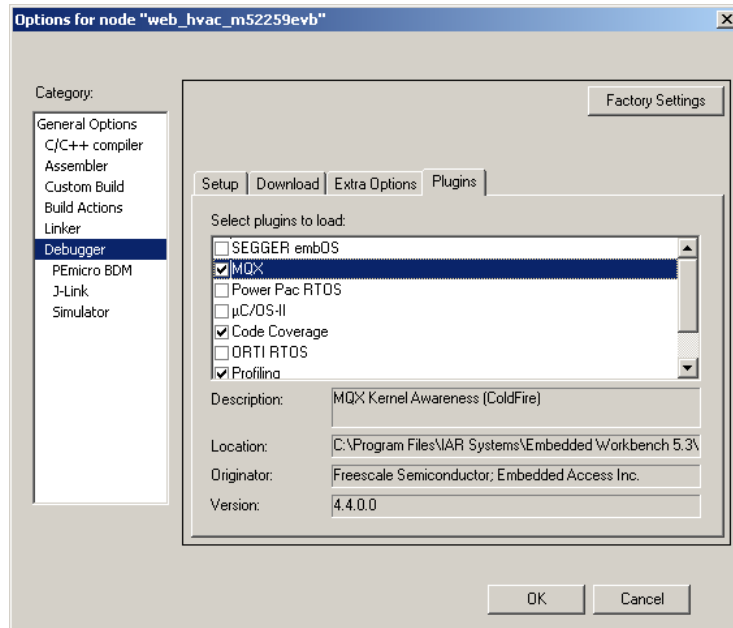 Options for node "web_hvac_m52259evb"
Category:
General Options
C/C++ compiler
Assembler
Custom Build
Build Actions
Linker
Debugger
PEmicro BDM
J-Link
Simulator
Factory Settings
Setup
Download
Extra Options
Plugins
Select plugins to load:
SEGGER embOS
MQX
Power Pac RTOS
µC/OS-II
Code Coverage
ORTI RTOS
Profiling
Description: MQX Kernel Awareness (ColdFire)
Location: C:\Program Files\IAR Systems\Embedded Workbench 5.3\
Originator: Freescale Semiconductor; Embedded Access Inc.
Version: 4.4.0.0
OK
Cancel